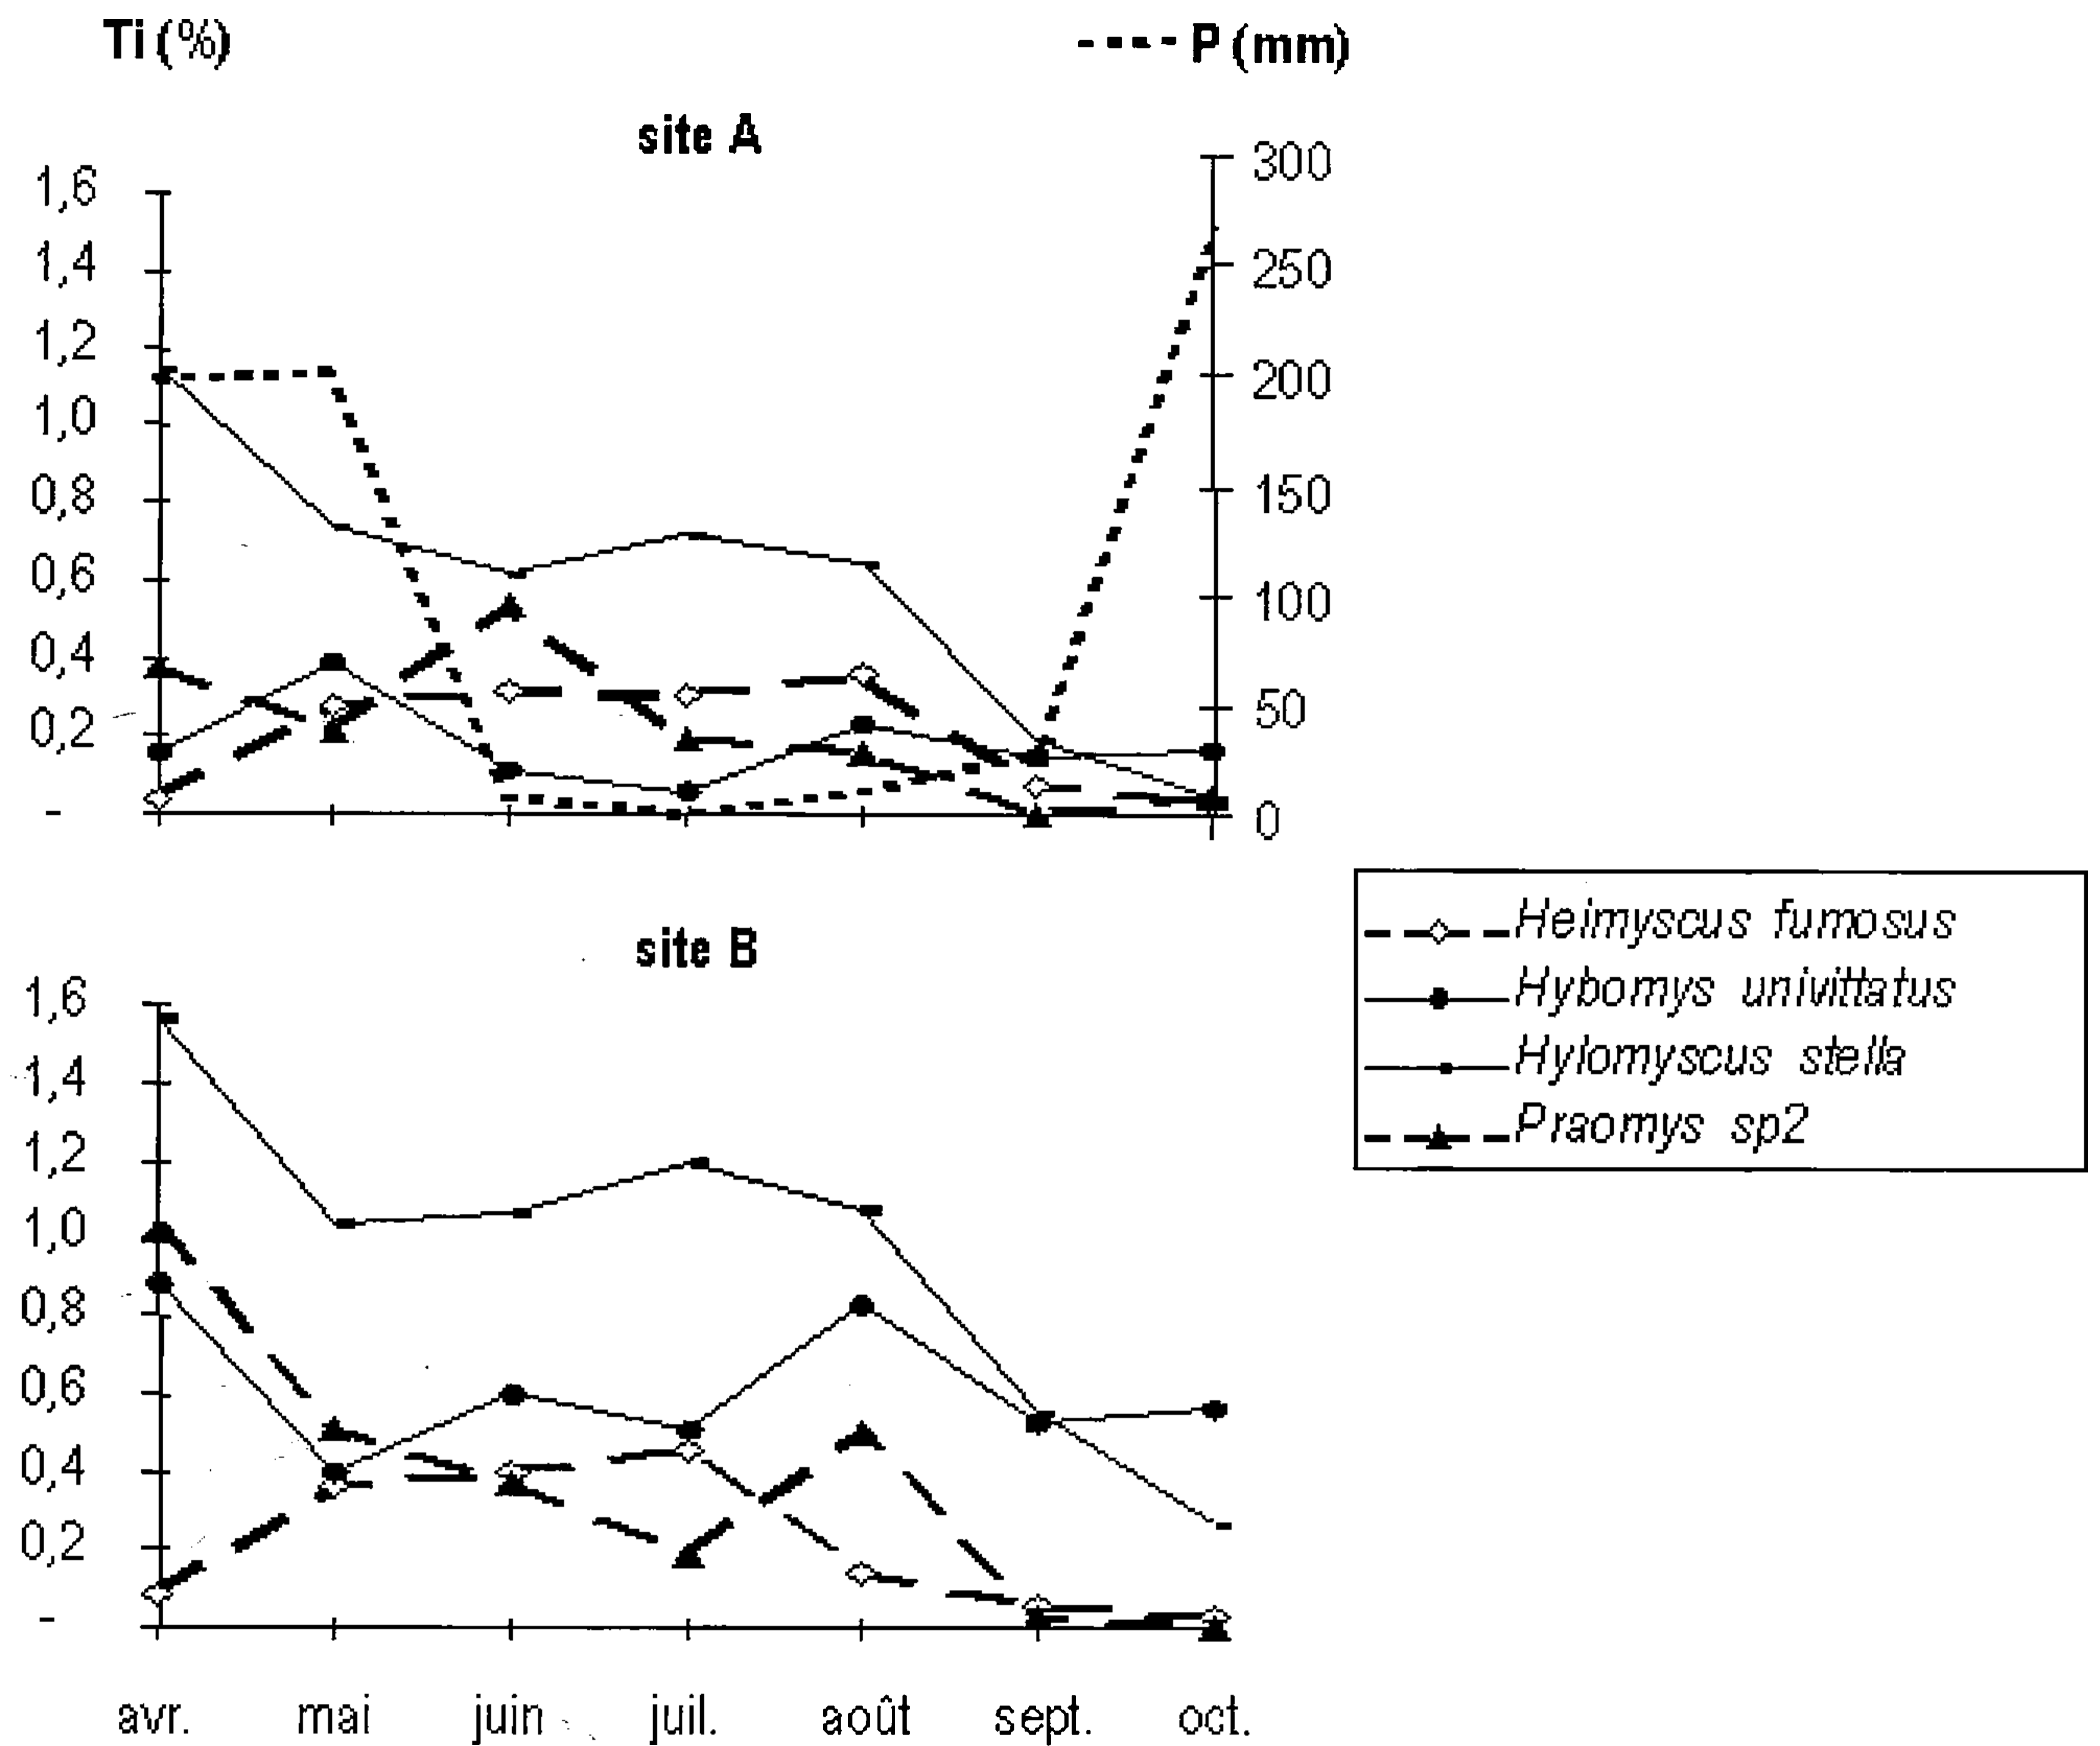 Ti (%)
P (mm)
site A
1,6
1,4
1,2
1,0
0,8
0,6
0,4
0,2
-
300
250
200
150
100
50
0
Heimyscus fumosus
Hybomys univittatus
Hylomyscus stella
Praomys sp2
site B
1,6
1,4
1,2
1,0
0,8
0,6
0,4
0,2
-
avr. mai juin juil. août sept. oct.